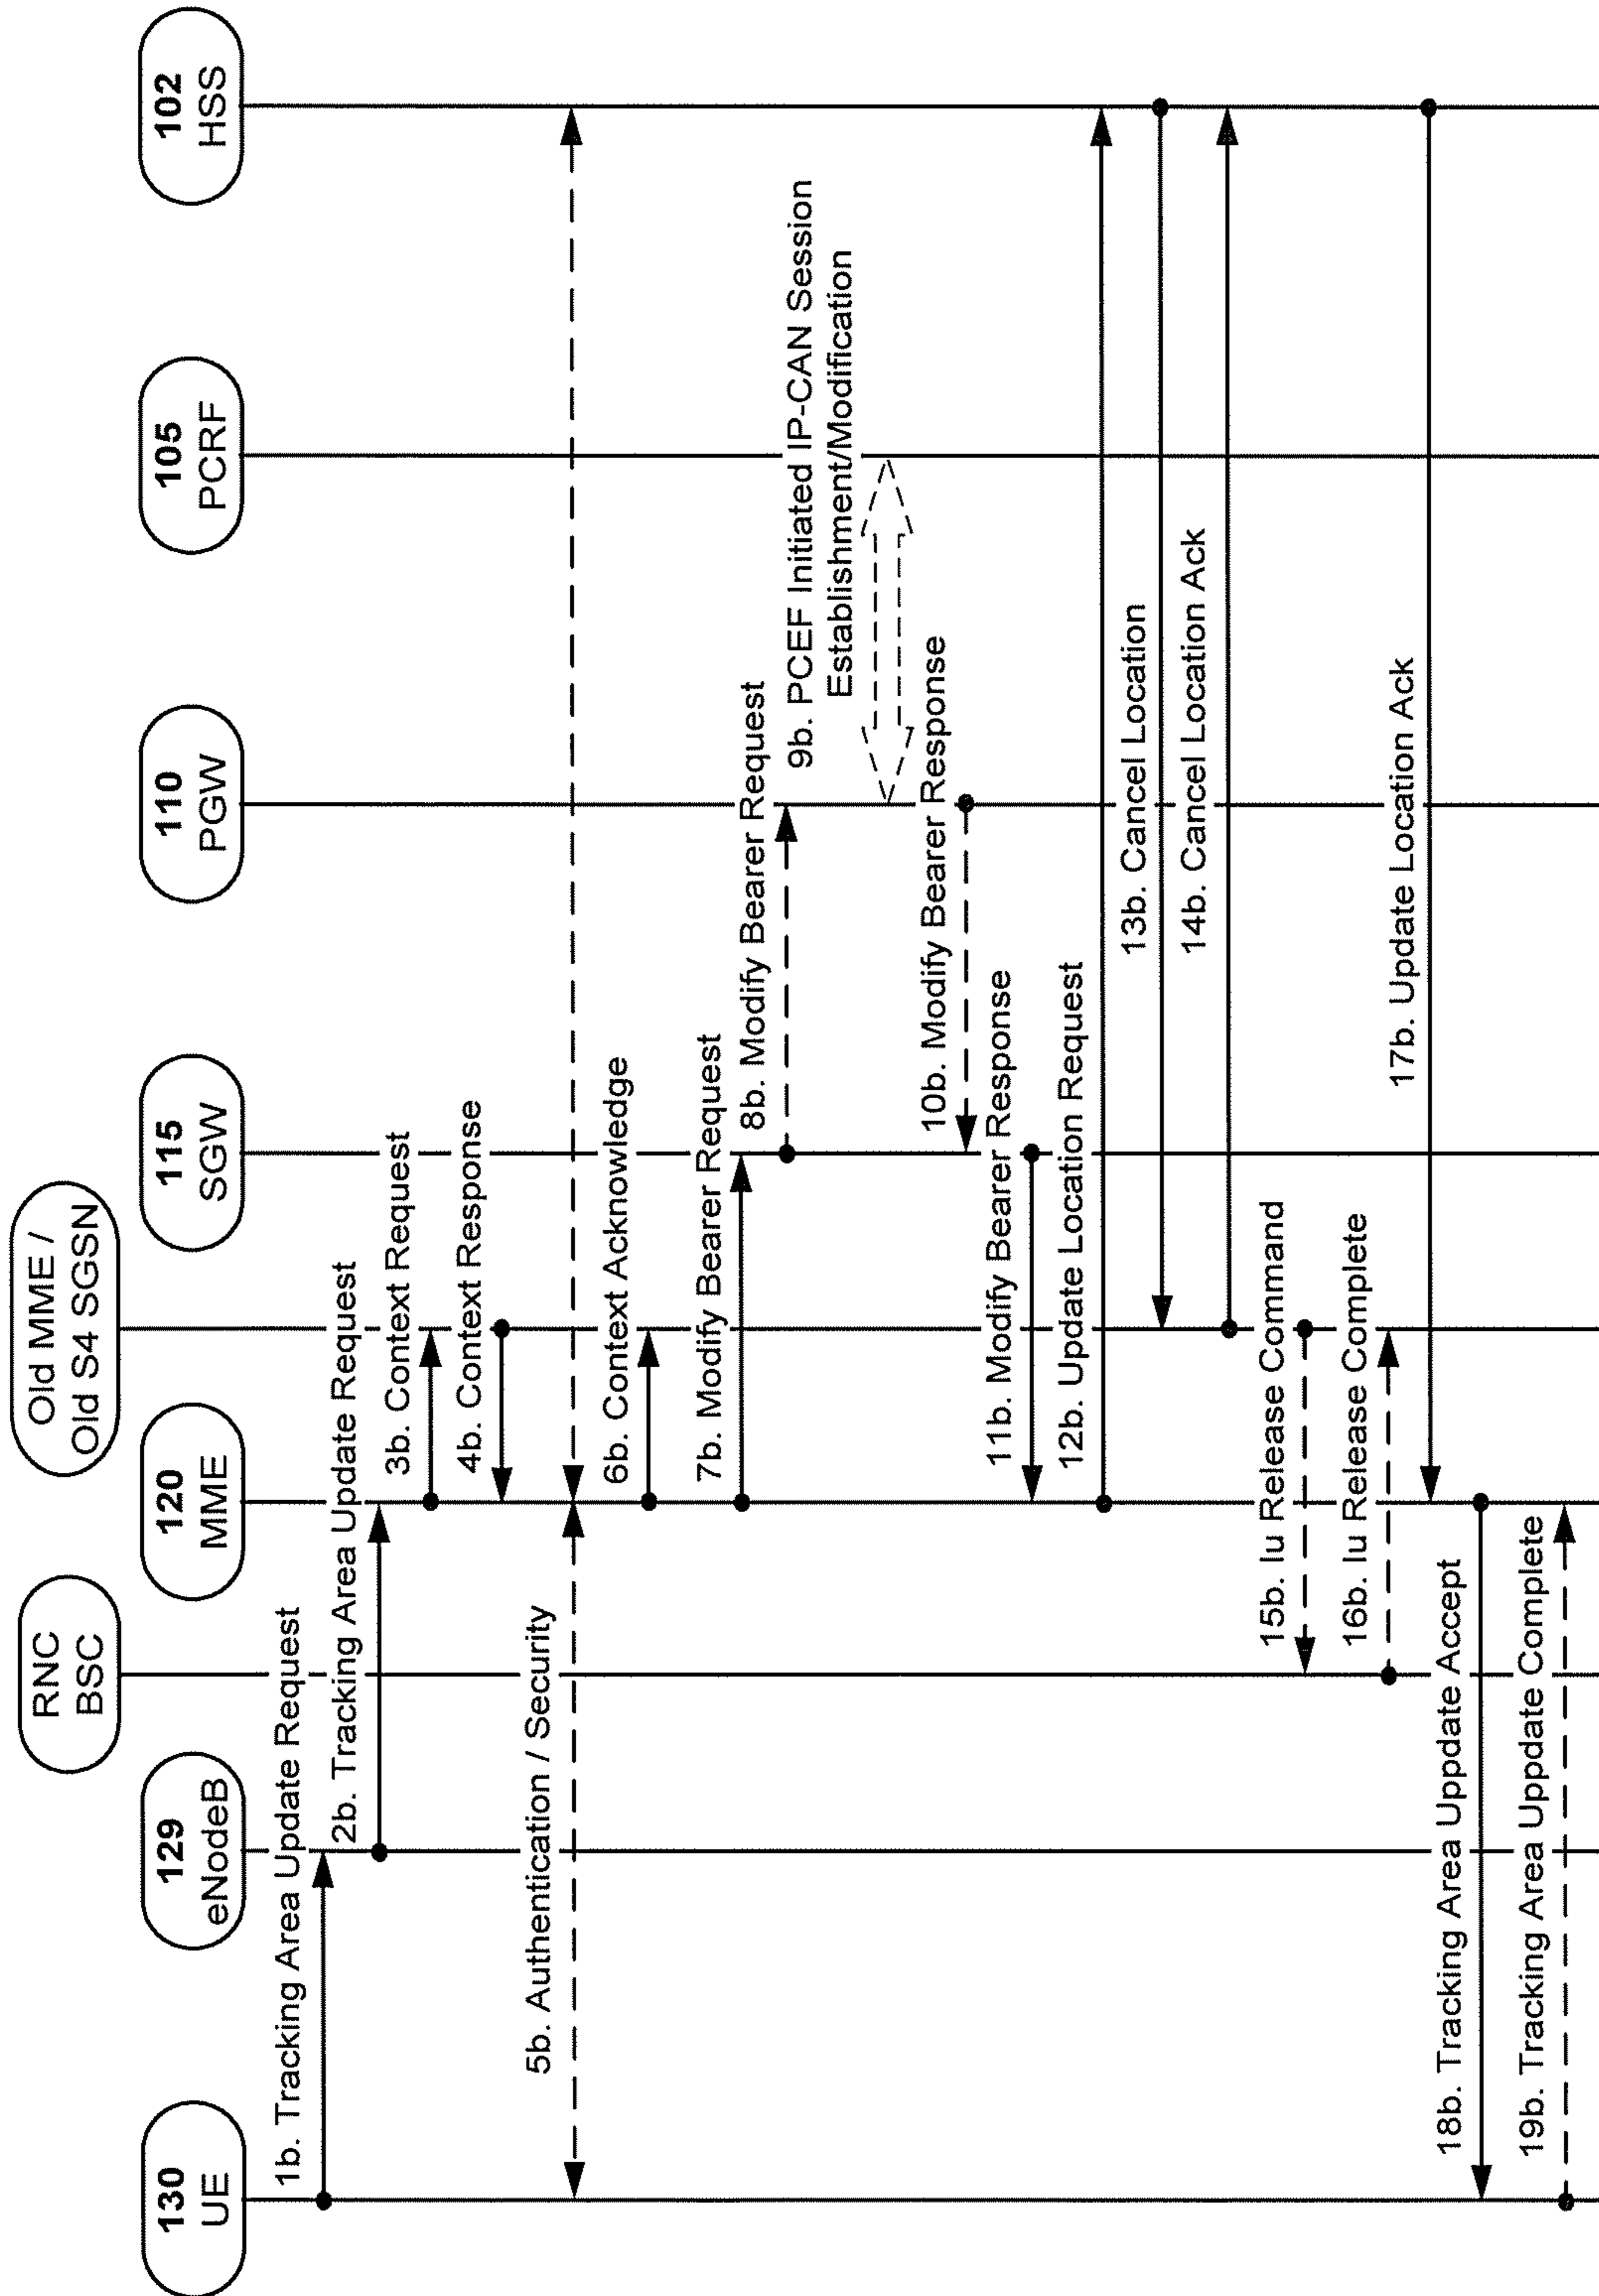 130
UE
129
eNodeB
RNC
BSC
120
MME
Old MME /
Old S4 SGSN
115
SGW
110
PGW
105
PCRF
102
HSS
1b. Tracking Area Update Request
2b. Tracking Area Update Request
3b. Context Request
4b. Context Response
5b. Authentication / Security
6b. Context Acknowledge
7b. Modify Bearer Request
8b. Modify Bearer Request
9b. PCEF Initiated IP-CAN Session
Establishment/Modification
10b. Modify Bearer Response
11b. Modify Bearer Response
12b. Update Location Request
13b. Cancel Location
14b. Cancel Location Ack
15b. Iu Release Command
16b. Iu Release Complete
17b. Update Location Ack
18b. Tracking Area Uppdate Accept
19b. Tracking Area Uppdate Complete